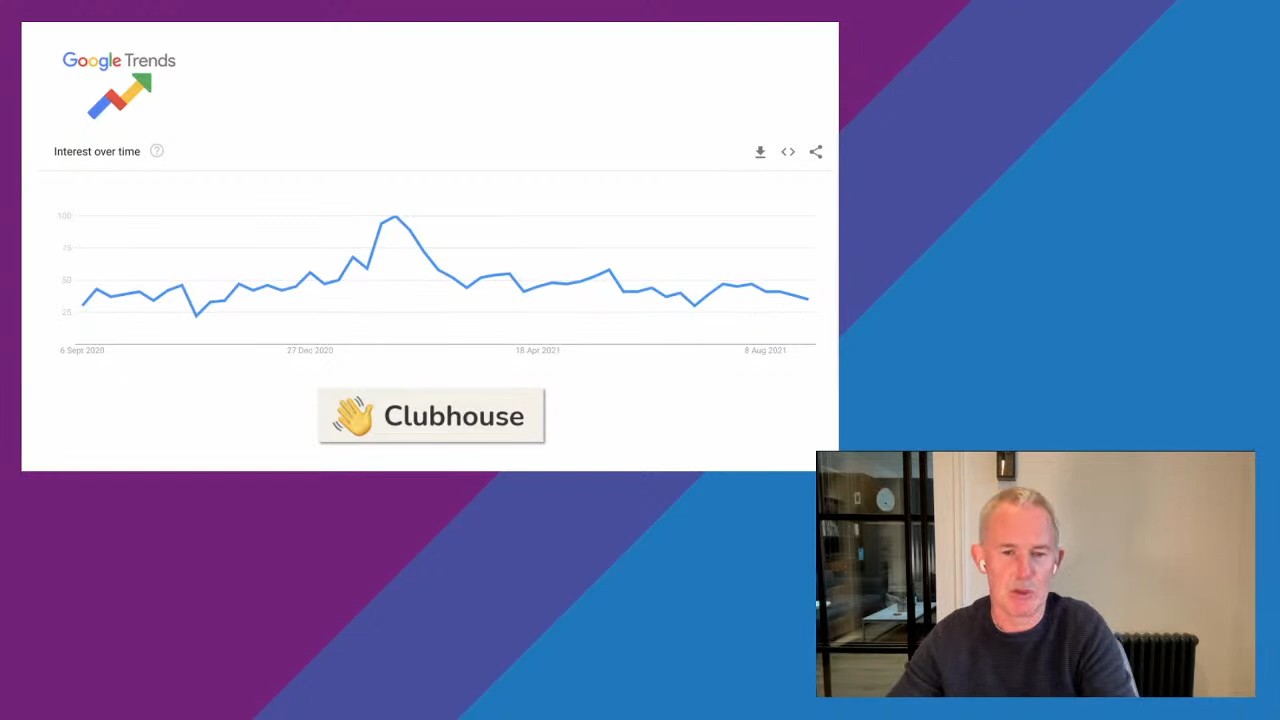 Google Trends
Interest over time ?
100
75
50
25
6 Sept 2020 27 Dec 2020 18 Apr 2021 8 Aug 2021
👋 Clubhouse